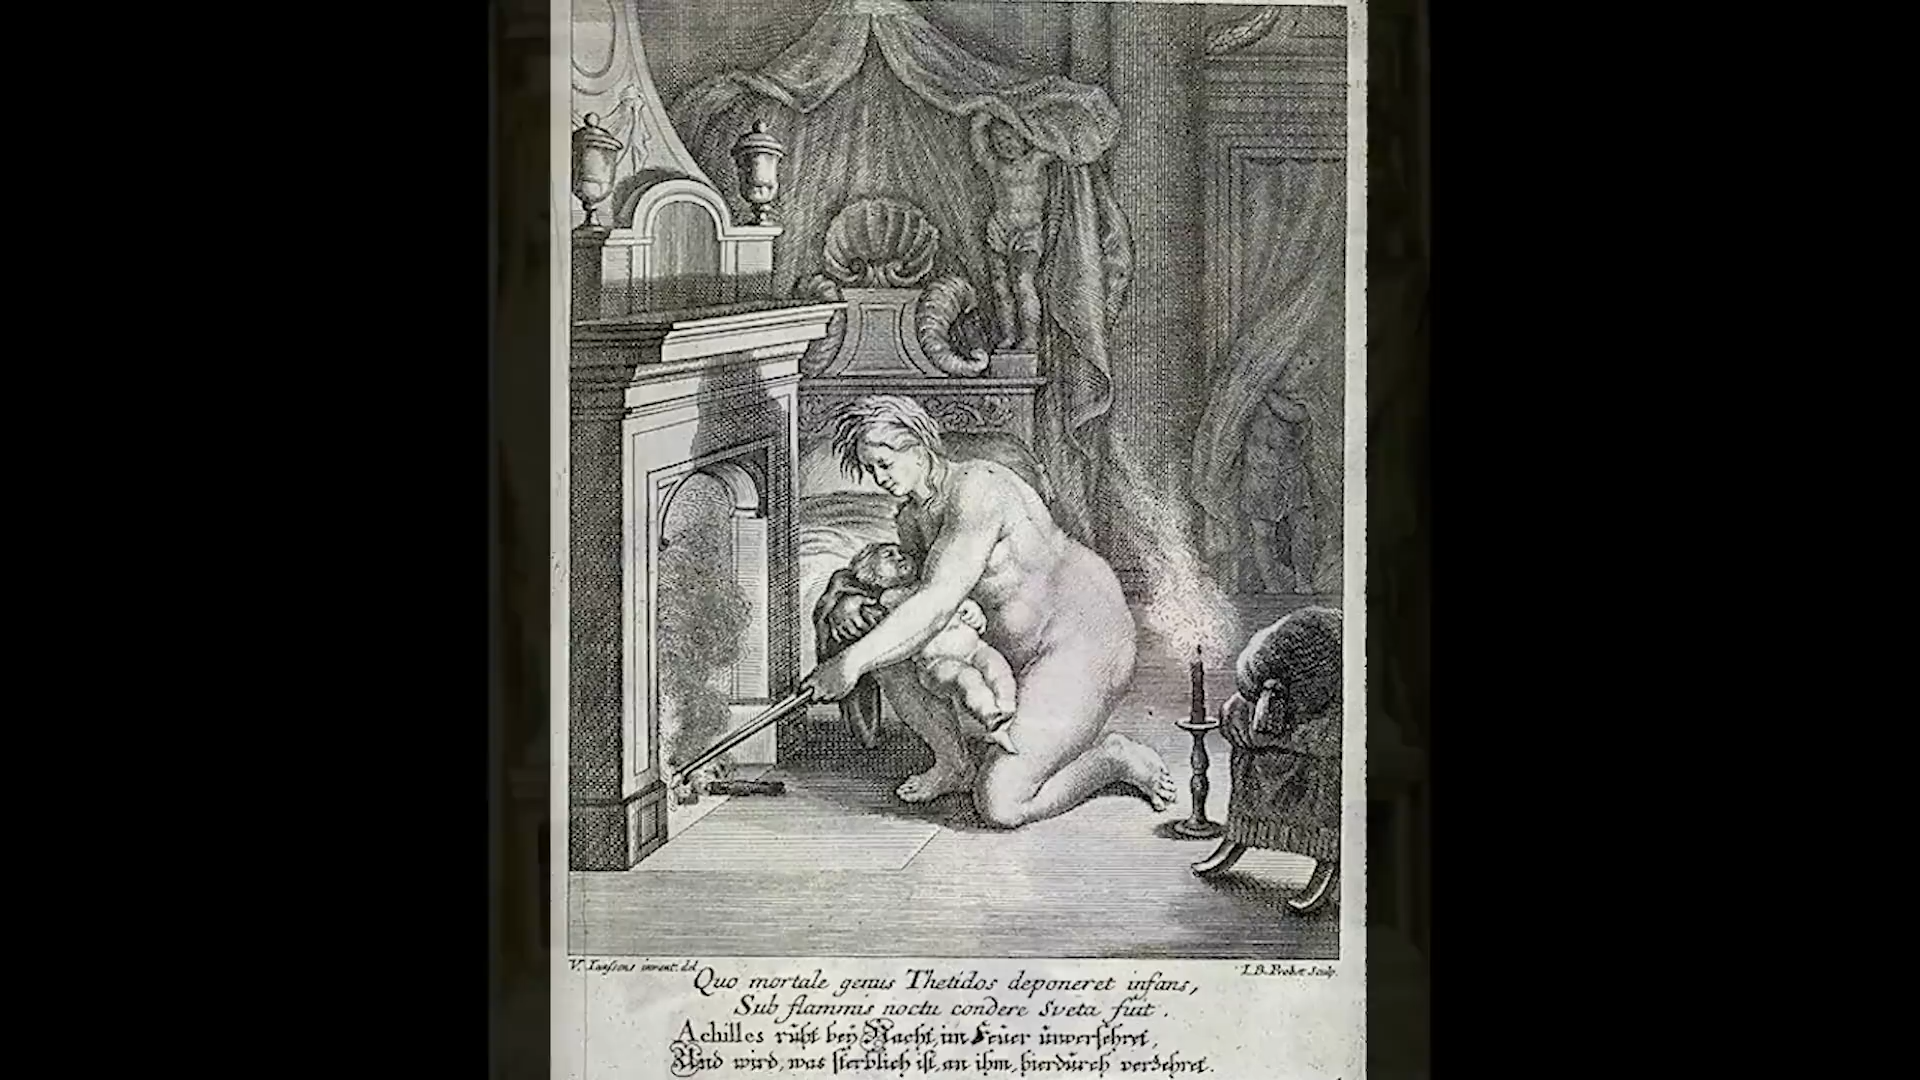 V. Janssens invent. del
I. B. Probst Sculp.
Quo mortale genus Thetidos deponeret infans,
Sub flammis noctu condere sveta fuit.
Achilles ruht bey Nacht, im Feuer unversehret,
Und wird, was sterblich ist, an ihm, hierdurch verzehret.